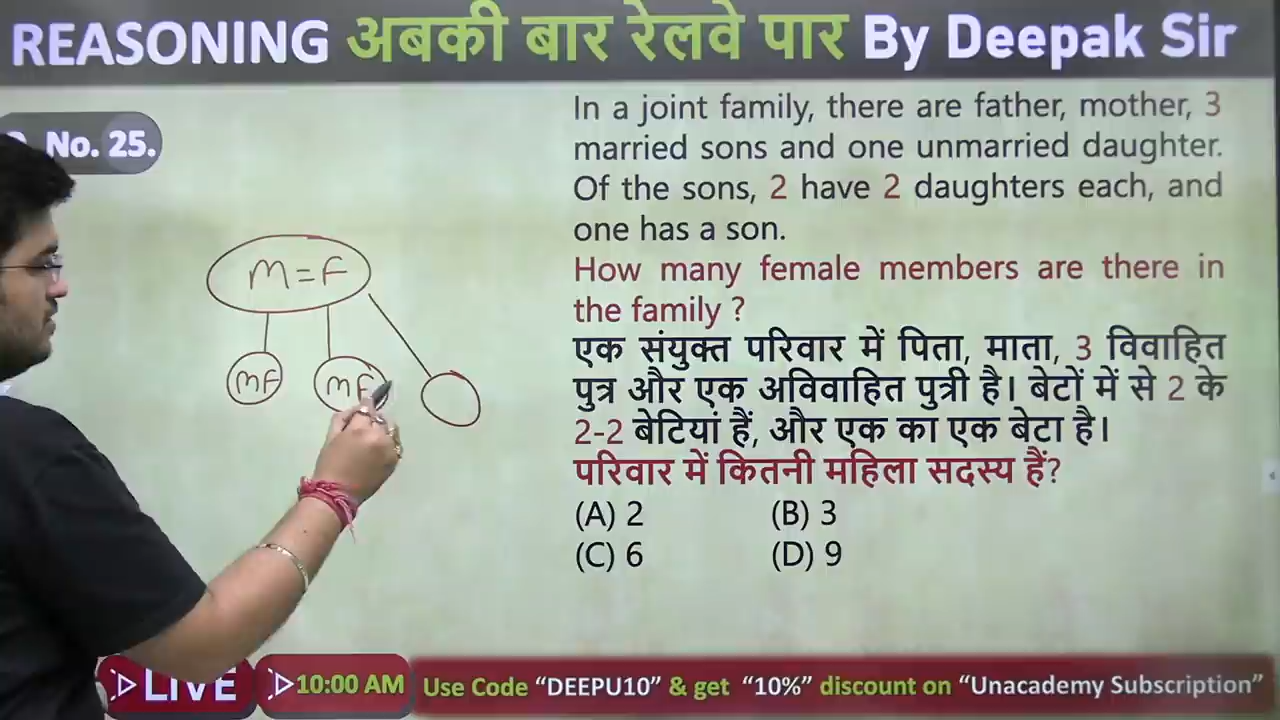 REASONING अबकी बार रेलवे पार By Deepak Sir
No. 25.
In a joint family, there are father, mother, 3
married sons and one unmarried daughter.
Of the sons, 2 have 2 daughters each, and
one has a son.
How many female members are there in
the family ?
एक संयुक्त परिवार में पिता, माता, 3 विवाहित
पुत्र और एक अविवाहित पुत्री है। बेटों में से 2 के
2-2 बेटियां हैं, और एक का एक बेटा है।
परिवार में कितनी महिला सदस्य हैं?
(A) 2 (B) 3
(C) 6 (D) 9
M=F
MF MF
LIVE 10:00 AM Use Code “DEEPU10” & get “10%” discount on “Unacademy Subscription”